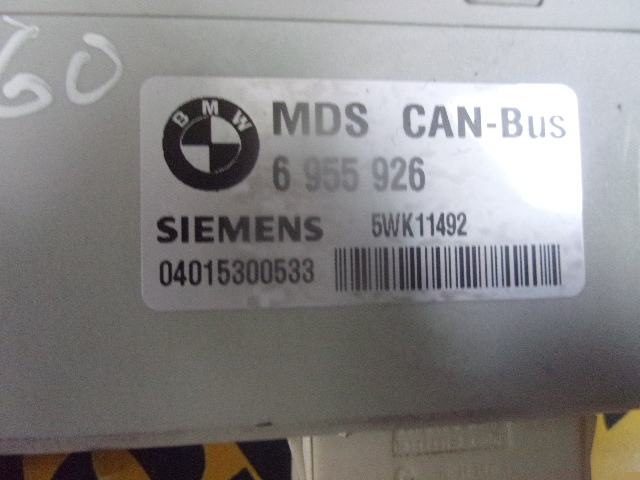 60
BMW
MDS CAN-Bus
6 955 926
SIEMENS 5WK11492
04015300533